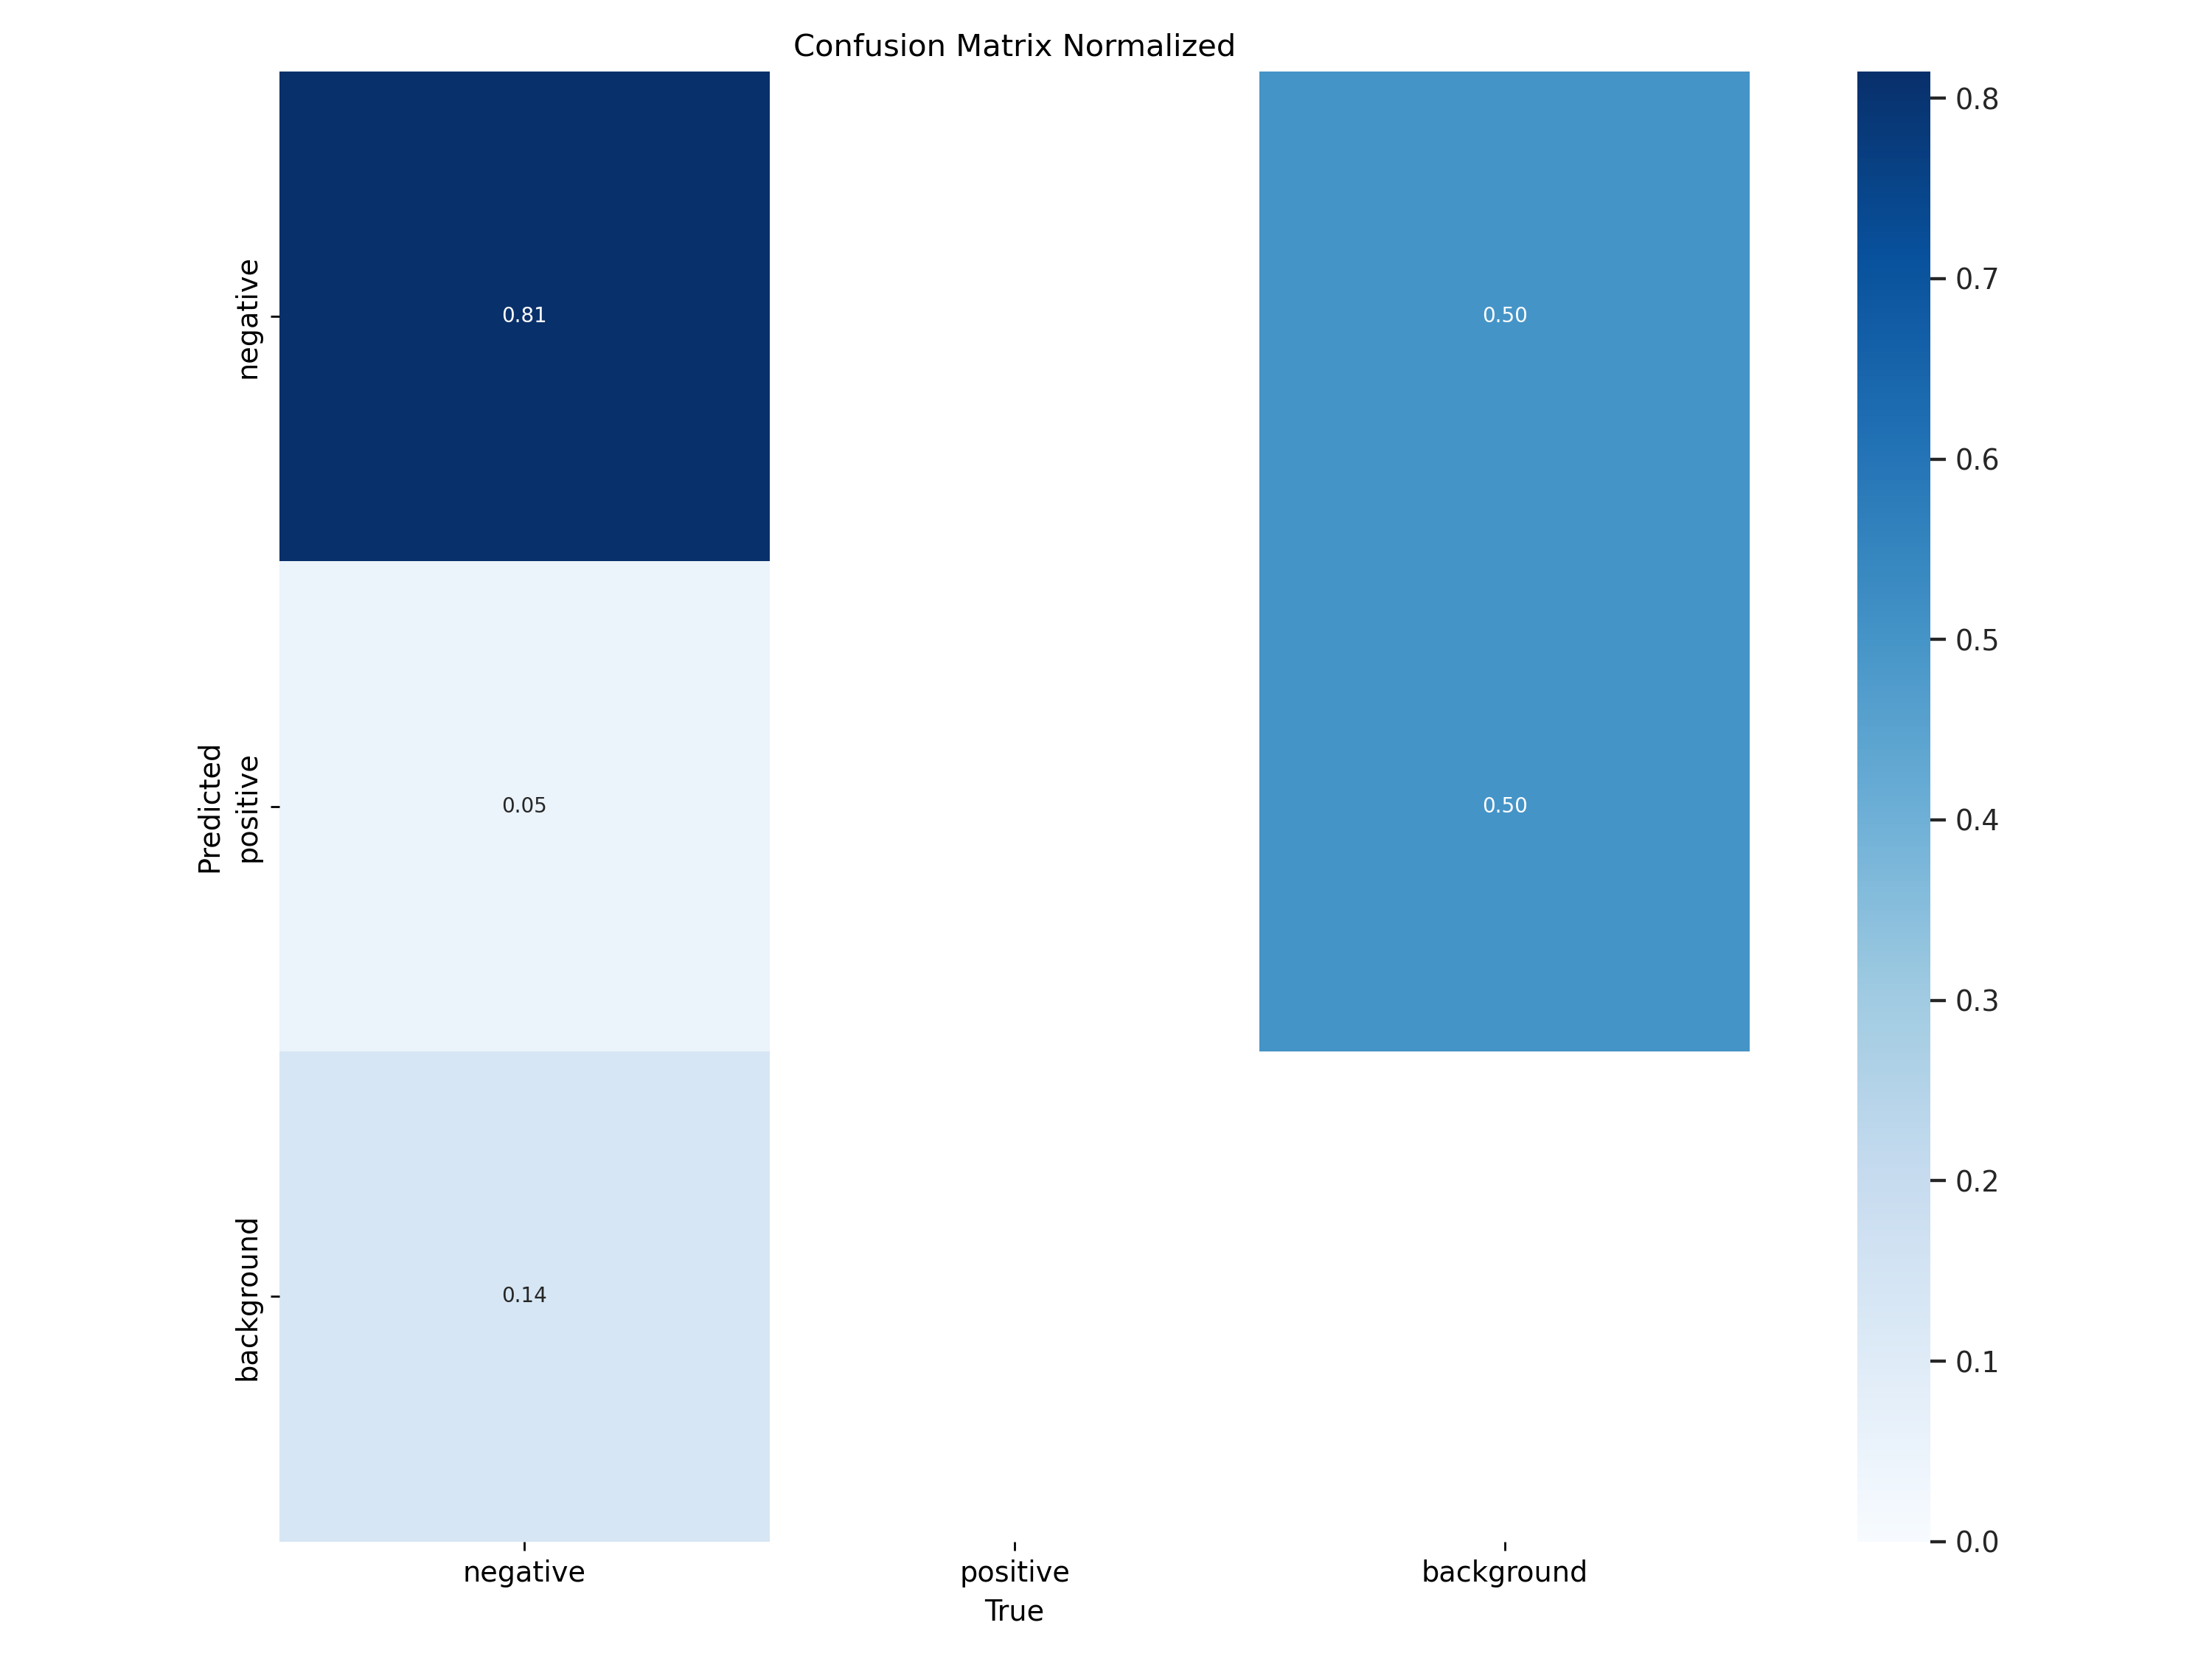 Confusion Matrix Normalized
negative
0.81
0.50
0.8
0.7
0.6
0.5
Predicted
positive
0.05
0.50
0.4
0.3
background
0.14
0.2
0.1
0.0
negative
positive
background
True